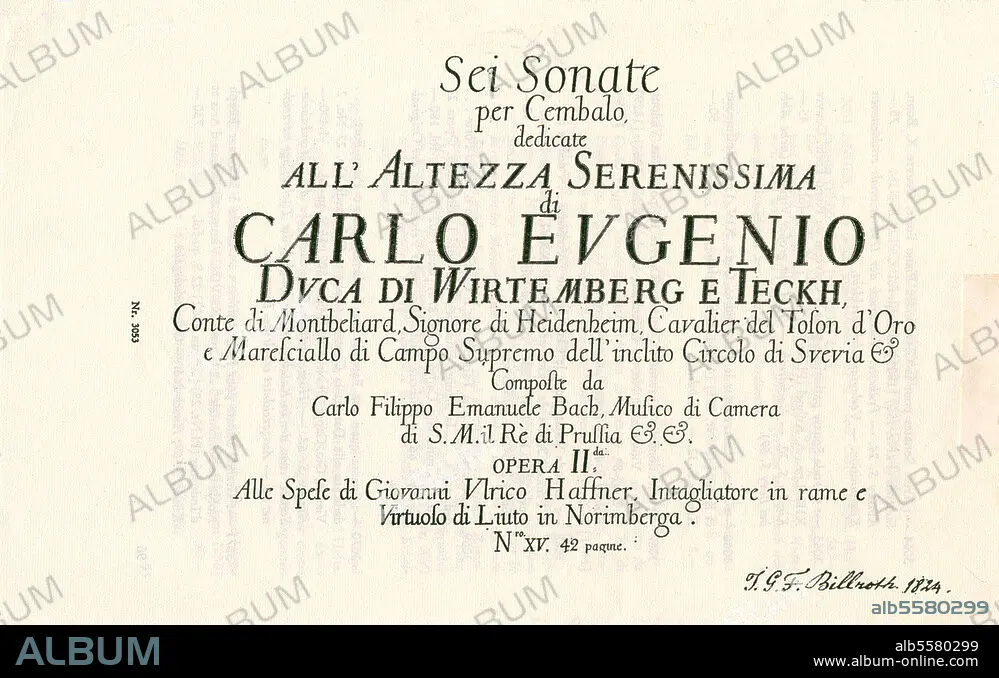 Sei Sonate
per Cembalo,
dedicate
ALL' ALTEZZA SERENISSIMA
di
CARLO EVGENIO
DVCA DI WIRTEMBERG E TECKH,
Conte di Montbeliard, Signore di Heidenheim, Cavalier del Toſon d'Oro
e Mareſciallo di Campo Supremo dell'inclito Circolo di Svevia &
Compoſte da
Carlo Filippo Emanuele Bach, Muſico di Camera
di S. M. il Rè di Pruſſia &. &.
OPERA II da.
Alle Speſe di Giovanni Vlrico Haffner, Intagliatore in rame e
Virtuoſo di Liuto in Norimberga.
N ro. XV. 42 pagine.
Nr. 3053
J. G. F. Billroth. 1824.
alb5580299
ALBUM
alb5580299
www.album-online.com